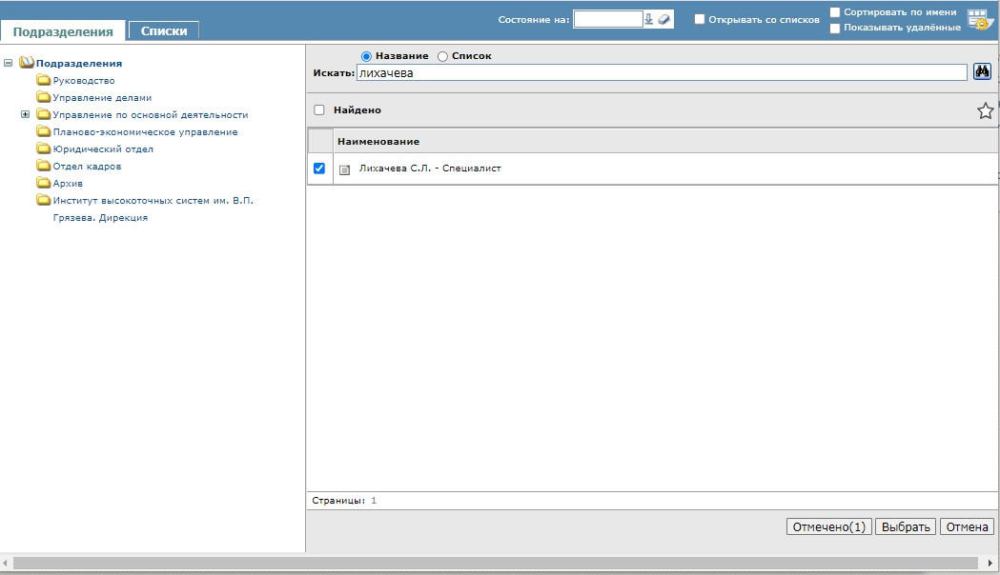 Подразделения
Списки
Состояние на:
Открывать со списков
Сортировать по имени
Показывать удалённые
Подразделения
Руководство
Управление делами
Управление по основной деятельности
Планово-экономическое управление
Юридический отдел
Отдел кадров
Архив
Институт высокоточных систем им. В.П.
Грязева. Дирекция
Название
Список
Искать: лихачева
Найдено
Наименование
Лихачева С.Л. - Специалист
Страницы: 1
Отмечено(1)
Выбрать
Отмена